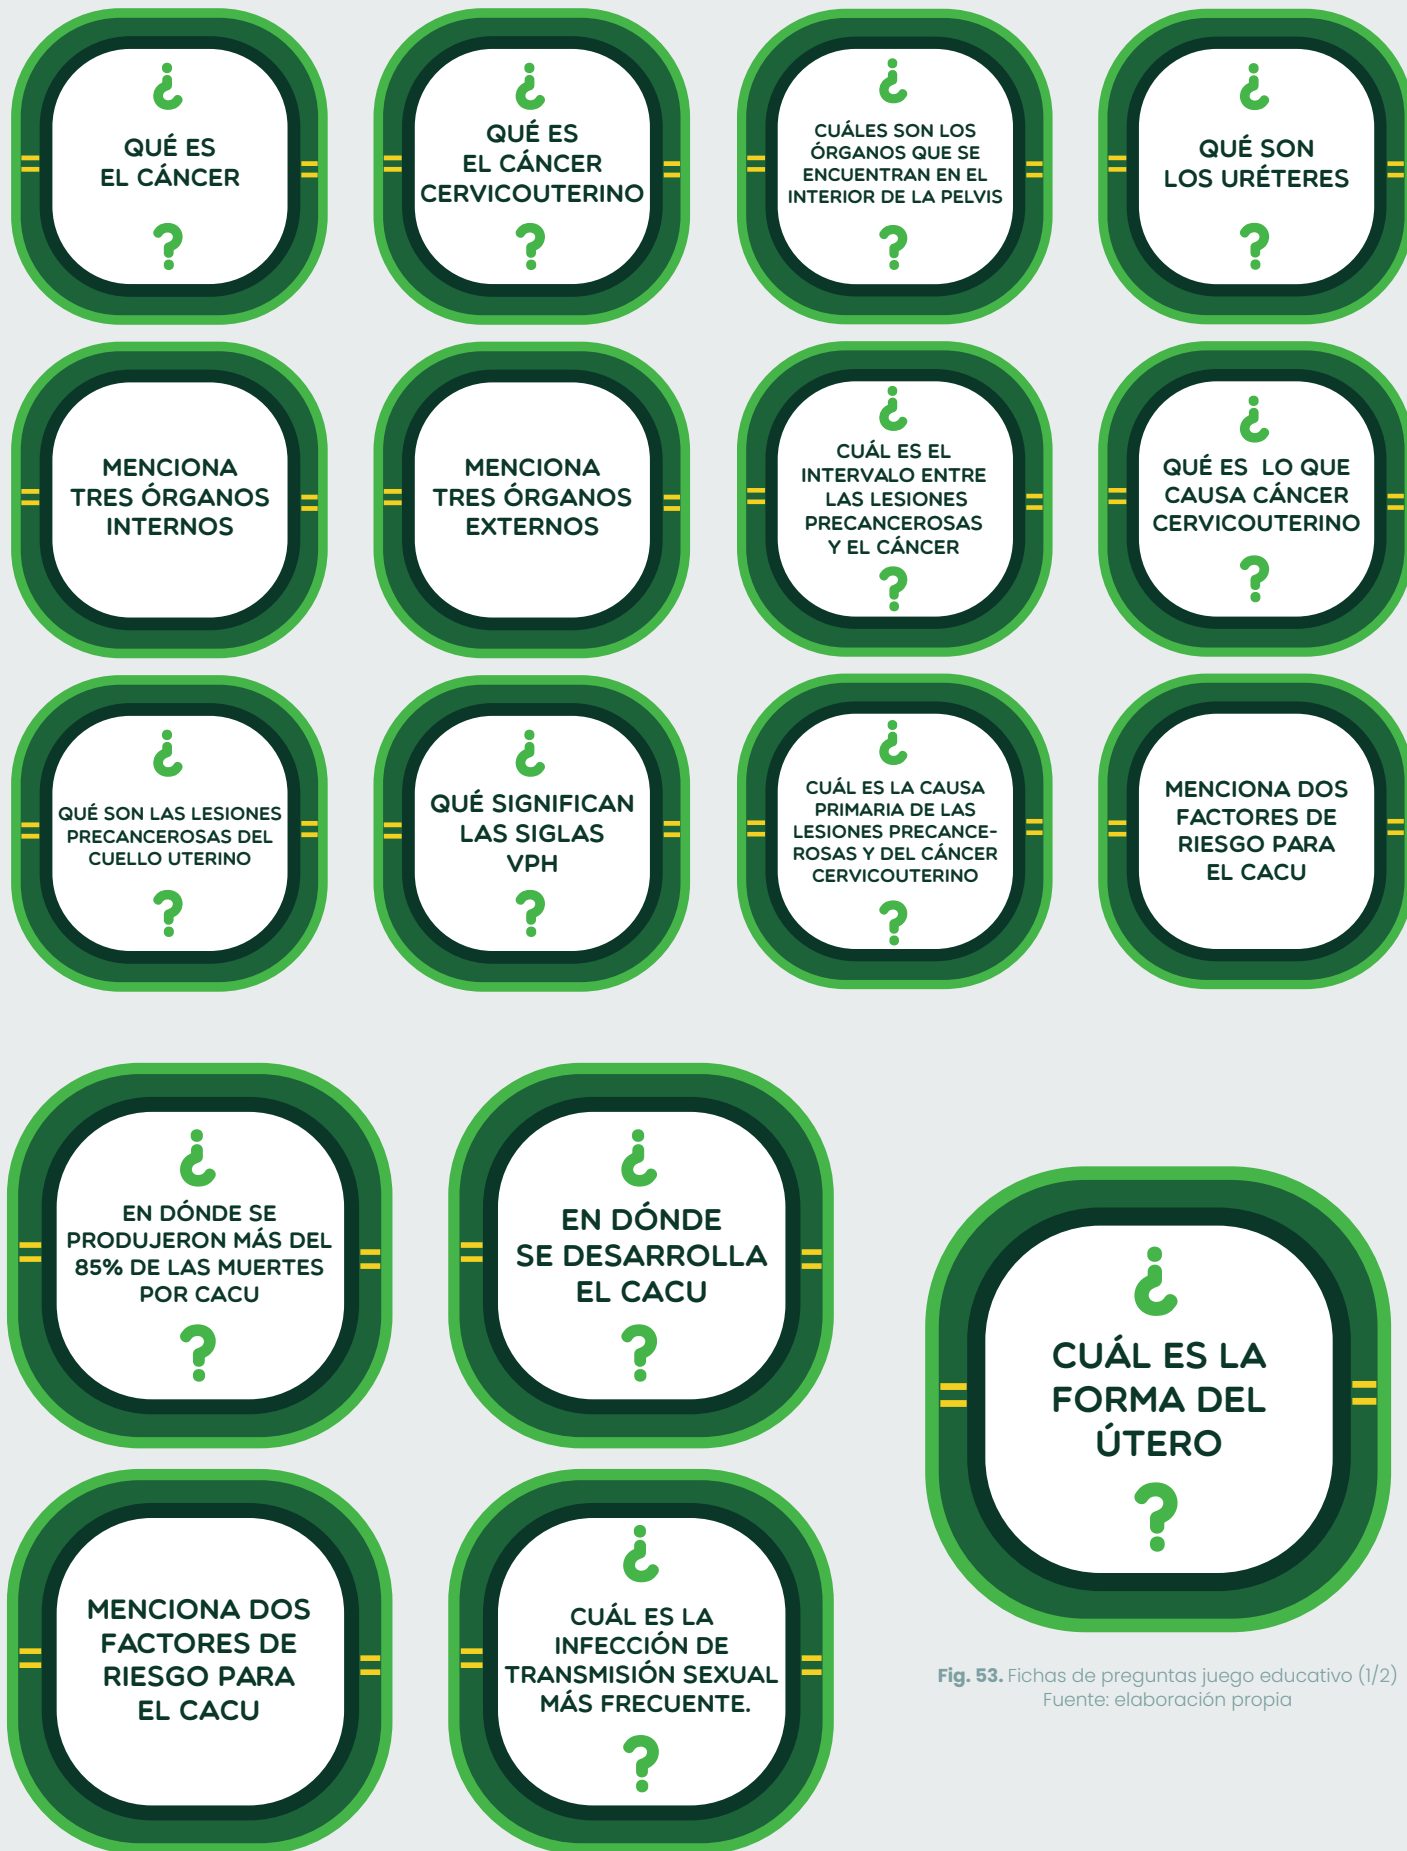 ¿
QUÉ ES
EL CÁNCER
?
¿
QUÉ ES
EL CÁNCER
CERVICOUTERINO
?
¿
CUÁLES SON LOS
ÓRGANOS QUE SE
ENCUENTRAN EN EL
INTERIOR DE LA PELVIS
?
¿
QUÉ SON
LOS URÉTERES
?
MENCIONA
TRES ÓRGANOS
INTERNOS
MENCIONA
TRES ÓRGANOS
EXTERNOS
¿
CUÁL ES EL
INTERVALO ENTRE
LAS LESIONES
PRECANCEROSAS
Y EL CÁNCER
?
¿
QUÉ ES LO QUE
CAUSA CÁNCER
CERVICOUTERINO
?
¿
QUÉ SON LAS LESIONES
PRECANCEROSAS DEL
CUELLO UTERINO
?
¿
QUÉ SIGNIFICAN
LAS SIGLAS
VPH
?
¿
CUÁL ES LA CAUSA
PRIMARIA DE LAS
LESIONES PRECANCE-
ROSAS Y DEL CÁNCER
CERVICOUTERINO
?
MENCIONA DOS
FACTORES DE
RIESGO PARA
EL CACU
¿
EN DÓNDE SE
PRODUJERON MÁS DEL
85% DE LAS MUERTES
POR CACU
?
¿
EN DÓNDE
SE DESARROLLA
EL CACU
?
¿
CUÁL ES LA
FORMA DEL
ÚTERO
?
MENCIONA DOS
FACTORES DE
RIESGO PARA
EL CACU
¿
CUÁL ES LA
INFECCIÓN DE
TRANSMISIÓN SEXUAL
MÁS FRECUENTE.
?
Fig. 53. Fichas de preguntas juego educativo (1/2)
Fuente: elaboración propia